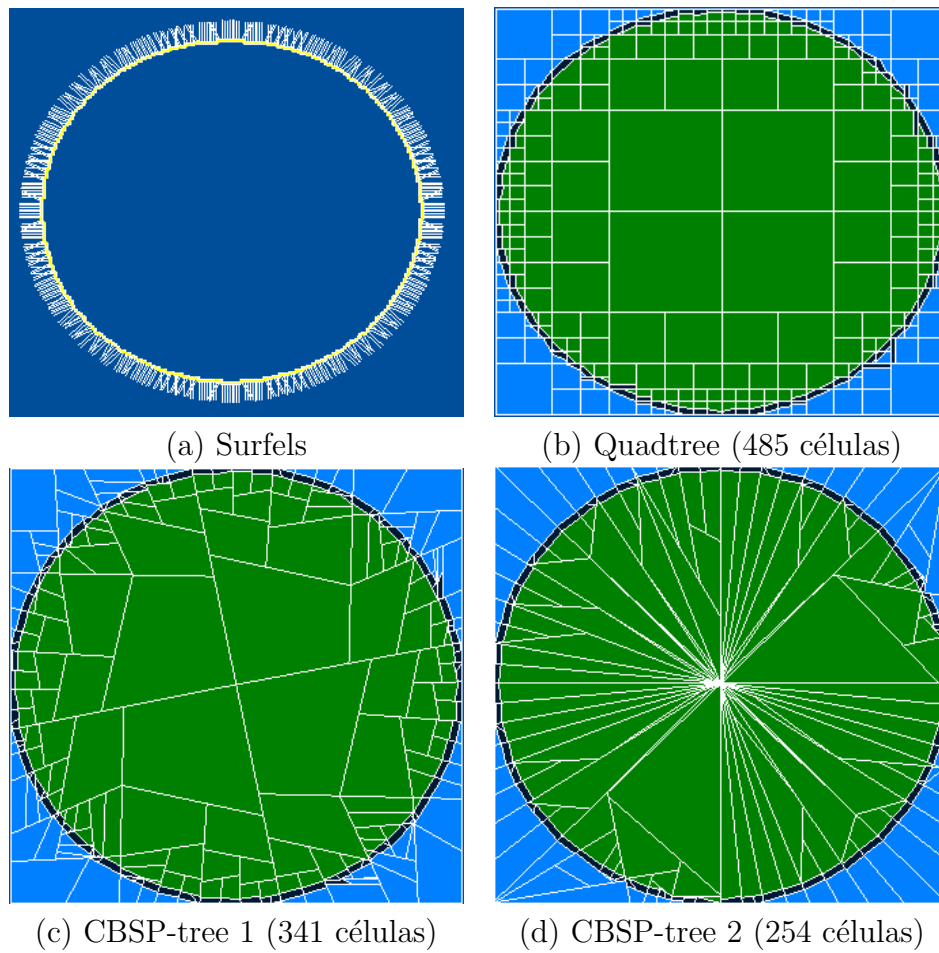 (a) Surfels
(b) Quadtree (485 células)
(c) CBSP-tree 1 (341 células)
(d) CBSP-tree 2 (254 células)